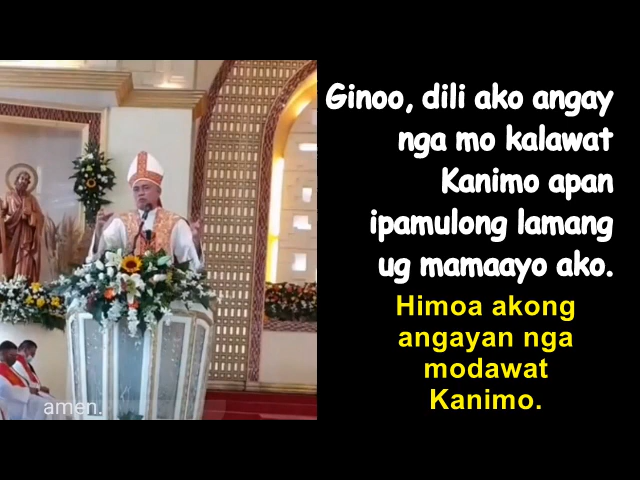 Ginoo, dili ako angay
nga mo kalawat
Kanimo apan
ipamulong lamang
ug mamaayo ako.
Himoa akong
angayan nga
modawat
Kanimo.
amen.